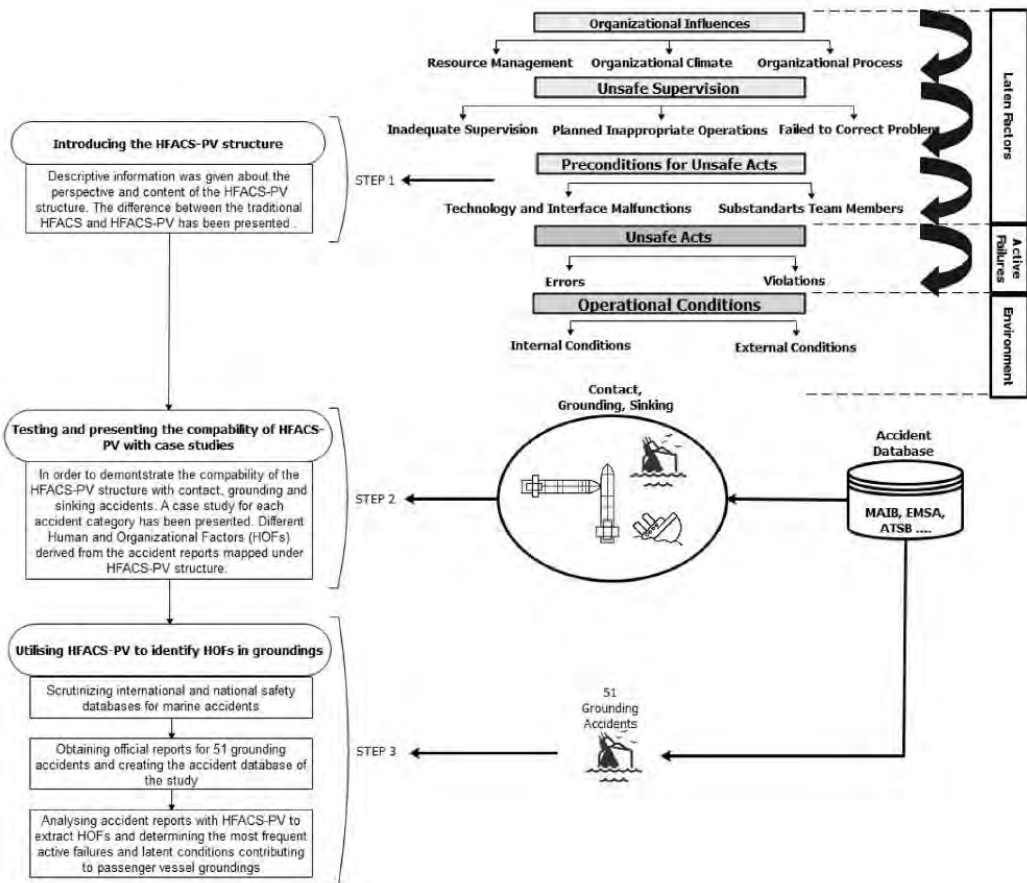 Organizational Influences
Resource Management
Organizational Climate
Organizational Process
Unsafe Supervision
Inadequate Supervision
Planned Inappropriate Operations
Failed to Correct Problem
Preconditions for Unsafe Acts
Technology and Interface Malfunctions
Substandarts Team Members
Unsafe Acts
Errors
Violations
Operational Conditions
Internal Conditions
External Conditions
Laten Factors
Active
Failures
Environment
Introducing the HFACS-PV structure
Descriptive information was given about the
perspective and content of the HFACS-PV
structure. The difference between the traditional
HFACS and HFACS-PV has been presented .
STEP 1
Testing and presenting the compability of HFACS-
PV with case studies
In order to demontstrate the compability of the
HFACS-PV structure with contact, grounding and
sinking accidents. A case study for each
accident category has been presented. Different
Human and Organizational Factors (HOFs)
derived from the accident reports mapped under
HFACS-PV structure.
STEP 2
Contact,
Grounding, Sinking
Accident
Database
MAIB, EMSA,
ATSB ....
Utilising HFACS-PV to identify HOFs in groundings
Scrutinizing international and national safety
databases for marine accidents
Obtaining official reports for 51 grounding
accidents and creating the accident database of
the study
Analysing accident reports with HFACS-PV to
extract HOFs and determining the most frequent
active failures and latent conditions contributing
to passenger vessel groundings
STEP 3
51
Grounding
Accidents